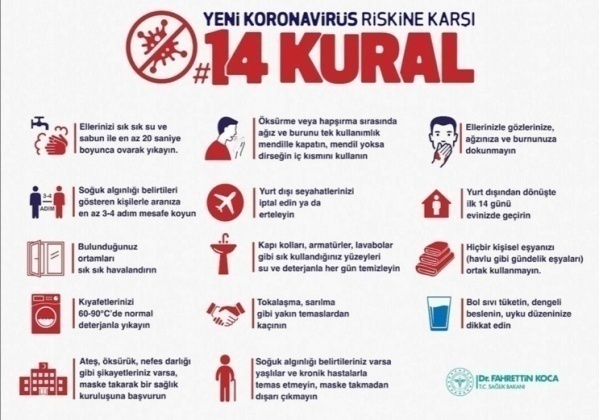 YENİ KORONAVİRÜS RİSKİNE KARŞI
#14 KURAL
Ellerinizi sık sık su ve
sabun ile en az 20 saniye
boyunca ovarak yıkayın.
Öksürme veya hapşırma sırasında
ağız ve burunu tek kullanımlık
mendille kapatın, mendil yoksa
dirseğin iç kısmını kullanın
Ellerinizle gözlerinize,
ağzınıza ve burnunuza
dokunmayın
3-4
ADIM
Soğuk algınlığı belirtileri
gösteren kişilerle aranıza
en az 3-4 adım mesafe koyun
Yurt dışı seyahatlerinizi
iptal edin ya da
erteleyin
Yurt dışından dönüşte
ilk 14 günü
evinizde geçirin
Bulunduğunuz
ortamları
sık sık havalandırın
Kapı kolları, armatürler, lavabolar
gibi sık kullandığınız yüzeyleri
su ve deterjanla her gün temizleyin
Hiçbir kişisel eşyanızı
(havlu gibi gündelik eşyaları)
ortak kullanmayın.
Kıyafetlerinizi
60-90°C'de normal
deterjanla yıkayın
Tokalaşma, sarılma
gibi yakın temaslardan
kaçının
Bol sıvı tüketin, dengeli
beslenin, uyku düzeninize
dikkat edin
Ateş, öksürük, nefes darlığı
gibi şikayetleriniz varsa,
maske takarak bir sağlık
kuruluşuna başvurun
Soğuk algınlığı belirtileriniz varsa
yaşlılar ve kronik hastalarla
temas etmeyin, maske takmadan
dışarı çıkmayın
Dr. FAHRETTİN KOCA
T.C. SAĞLIK BAKANI